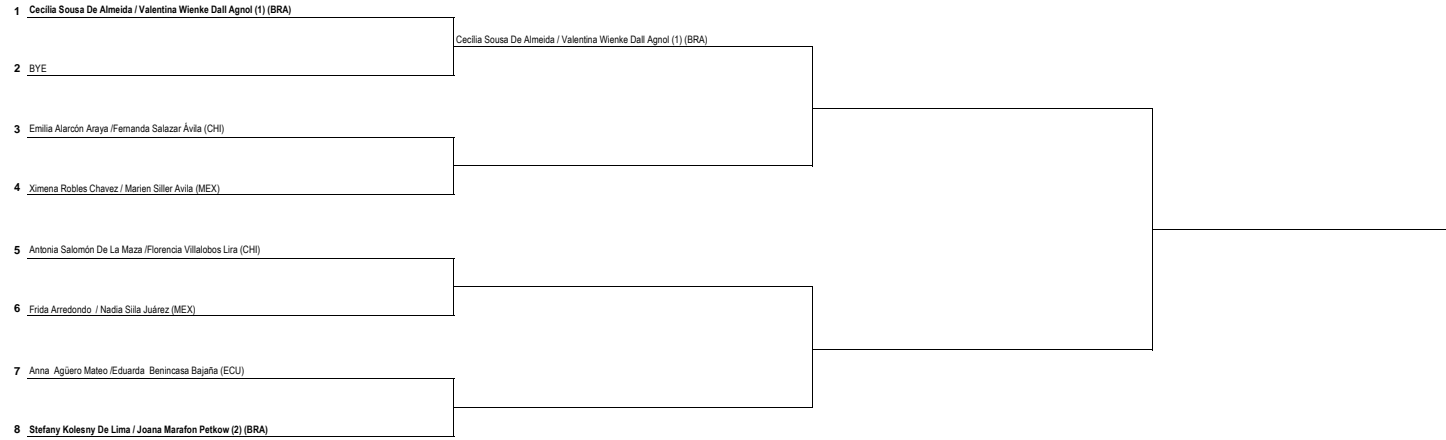 1 Cecília Sousa De Almeida / Valentina Wienke Dall Agnol (1) (BRA)
Cecília Sousa De Almeida / Valentina Wienke Dall Agnol (1) (BRA)
2 BYE
3 Emilia Alarcón Araya /Fernanda Salazar Ávila (CHI)
4 Ximena Robles Chavez / Marien Siller Avila (MEX)
5 Antonia Salomón De La Maza /Florencia Villalobos Lira (CHI)
6 Frida Arredondo / Nadia Silla Juárez (MEX)
7 Anna Agüero Mateo /Eduarda Benincasa Bajaña (ECU)
8 Stefany Kolesny De Lima / Joana Marafon Petkow (2) (BRA)